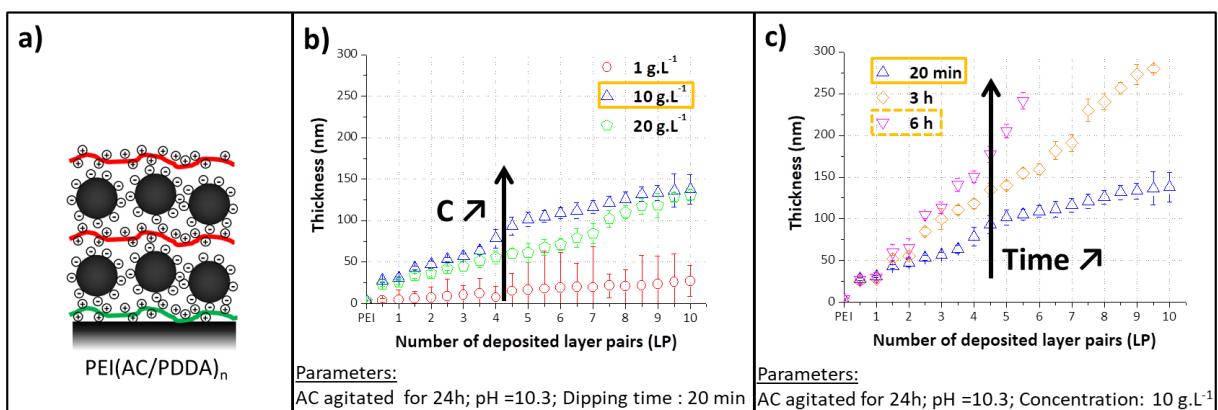 a)
PEI(AC/PDDA)n
b)
Thickness (nm)
300
250
200
150
100
50
0
1 g.L-1
10 g.L-1
20 g.L-1
C ↗
PEI 1 2 3 4 5 6 7 8 9 10
Number of deposited layer pairs (LP)
Parameters:
AC agitated for 24h; pH =10.3; Dipping time : 20 min
c)
Thickness (nm)
300
250
200
150
100
50
0
20 min
3 h
6 h
Time ↗
PEI 1 2 3 4 5 6 7 8 9 10
Number of deposited layer pairs (LP)
Parameters:
AC agitated for 24h; pH =10.3; Concentration: 10 g.L-1